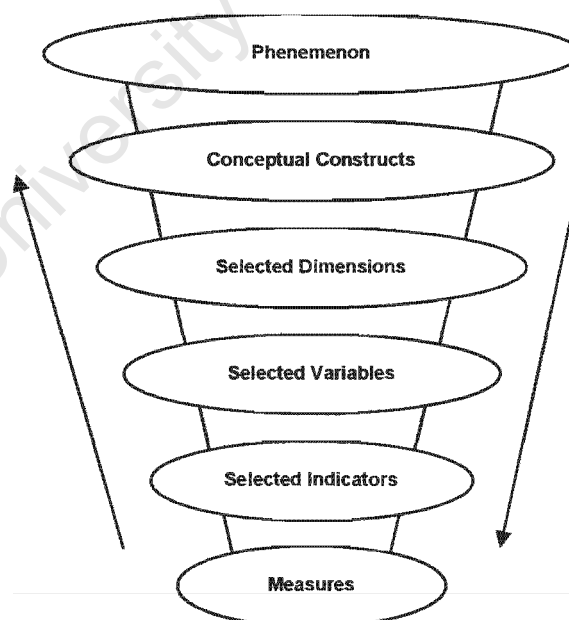 Phenemenon
Conceptual Constructs
Selected Dimensions
Selected Variables
Selected Indicators
Measures